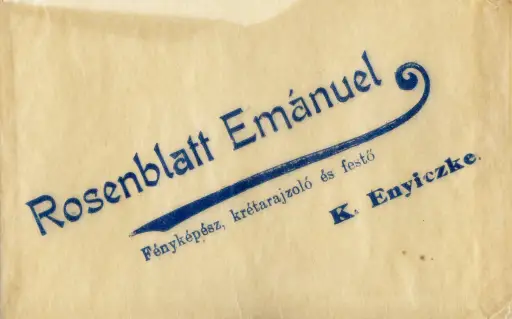 Rosenblatt Emánuel
Fényképész, krétarajzoló és festő
K. Enyiczke.